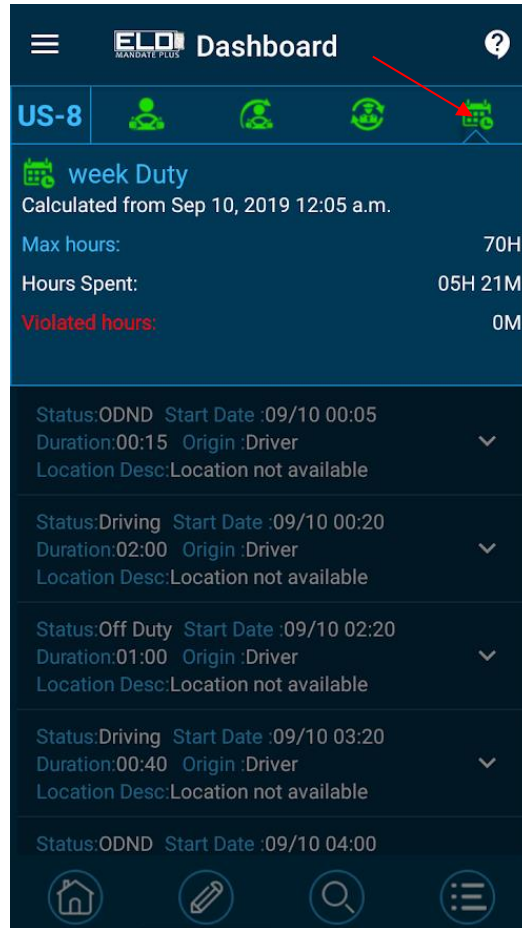 ELD MANDATE PLUS Dashboard ?
US-8
week Duty
Calculated from Sep 10, 2019 12:05 a.m.
Max hours: 70H
Hours Spent: 05H 21M
Violated hours: 0M
Status:ODND Start Date :09/10 00:05
Duration:00:15 Origin :Driver
Location Desc:Location not available
Status:Driving Start Date :09/10 00:20
Duration:02:00 Origin :Driver
Location Desc:Location not available
Status:Off Duty Start Date :09/10 02:20
Duration:01:00 Origin :Driver
Location Desc:Location not available
Status:Driving Start Date :09/10 03:20
Duration:00:40 Origin :Driver
Location Desc:Location not available
Status:ODND Start Date :09/10 04:00